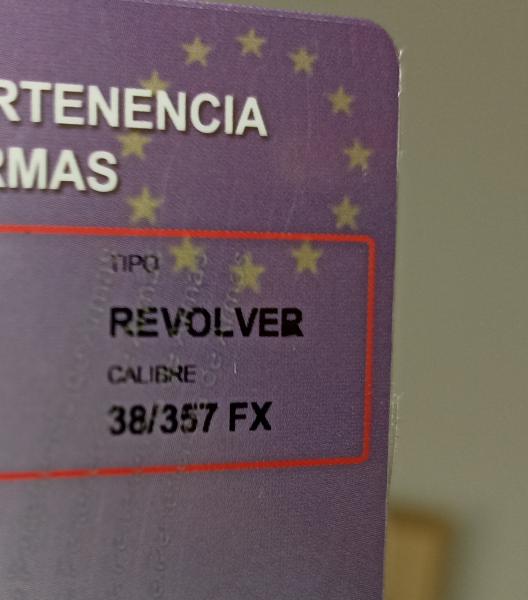 RTENENCIA
RMAS
TIPO
REVOLVER
CALIBRE
38/357 FX